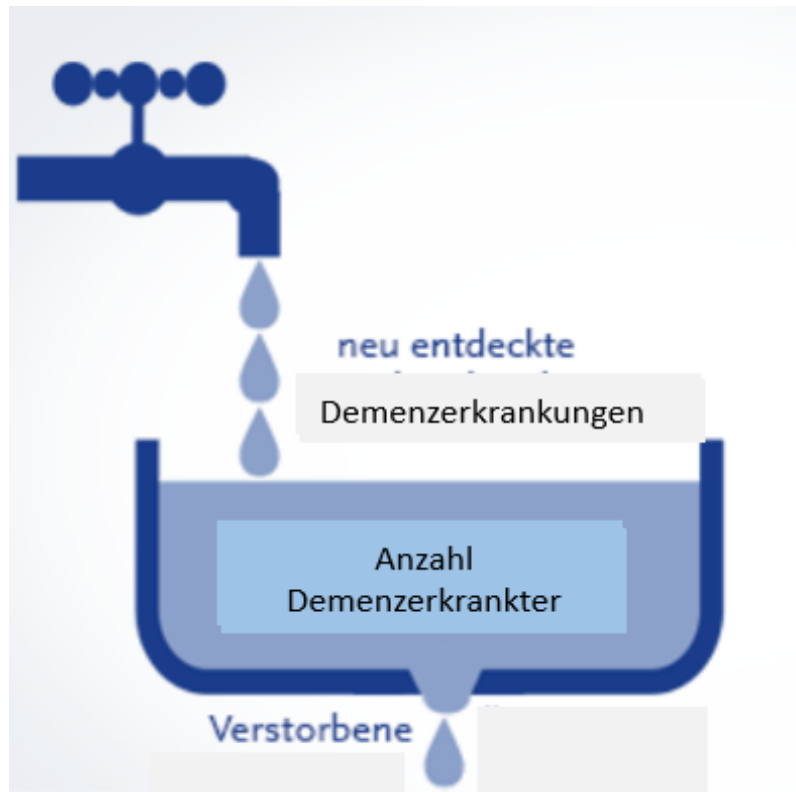 neu entdeckte
Demenzerkrankungen
Anzahl
Demenzerkrankter
Verstorbene